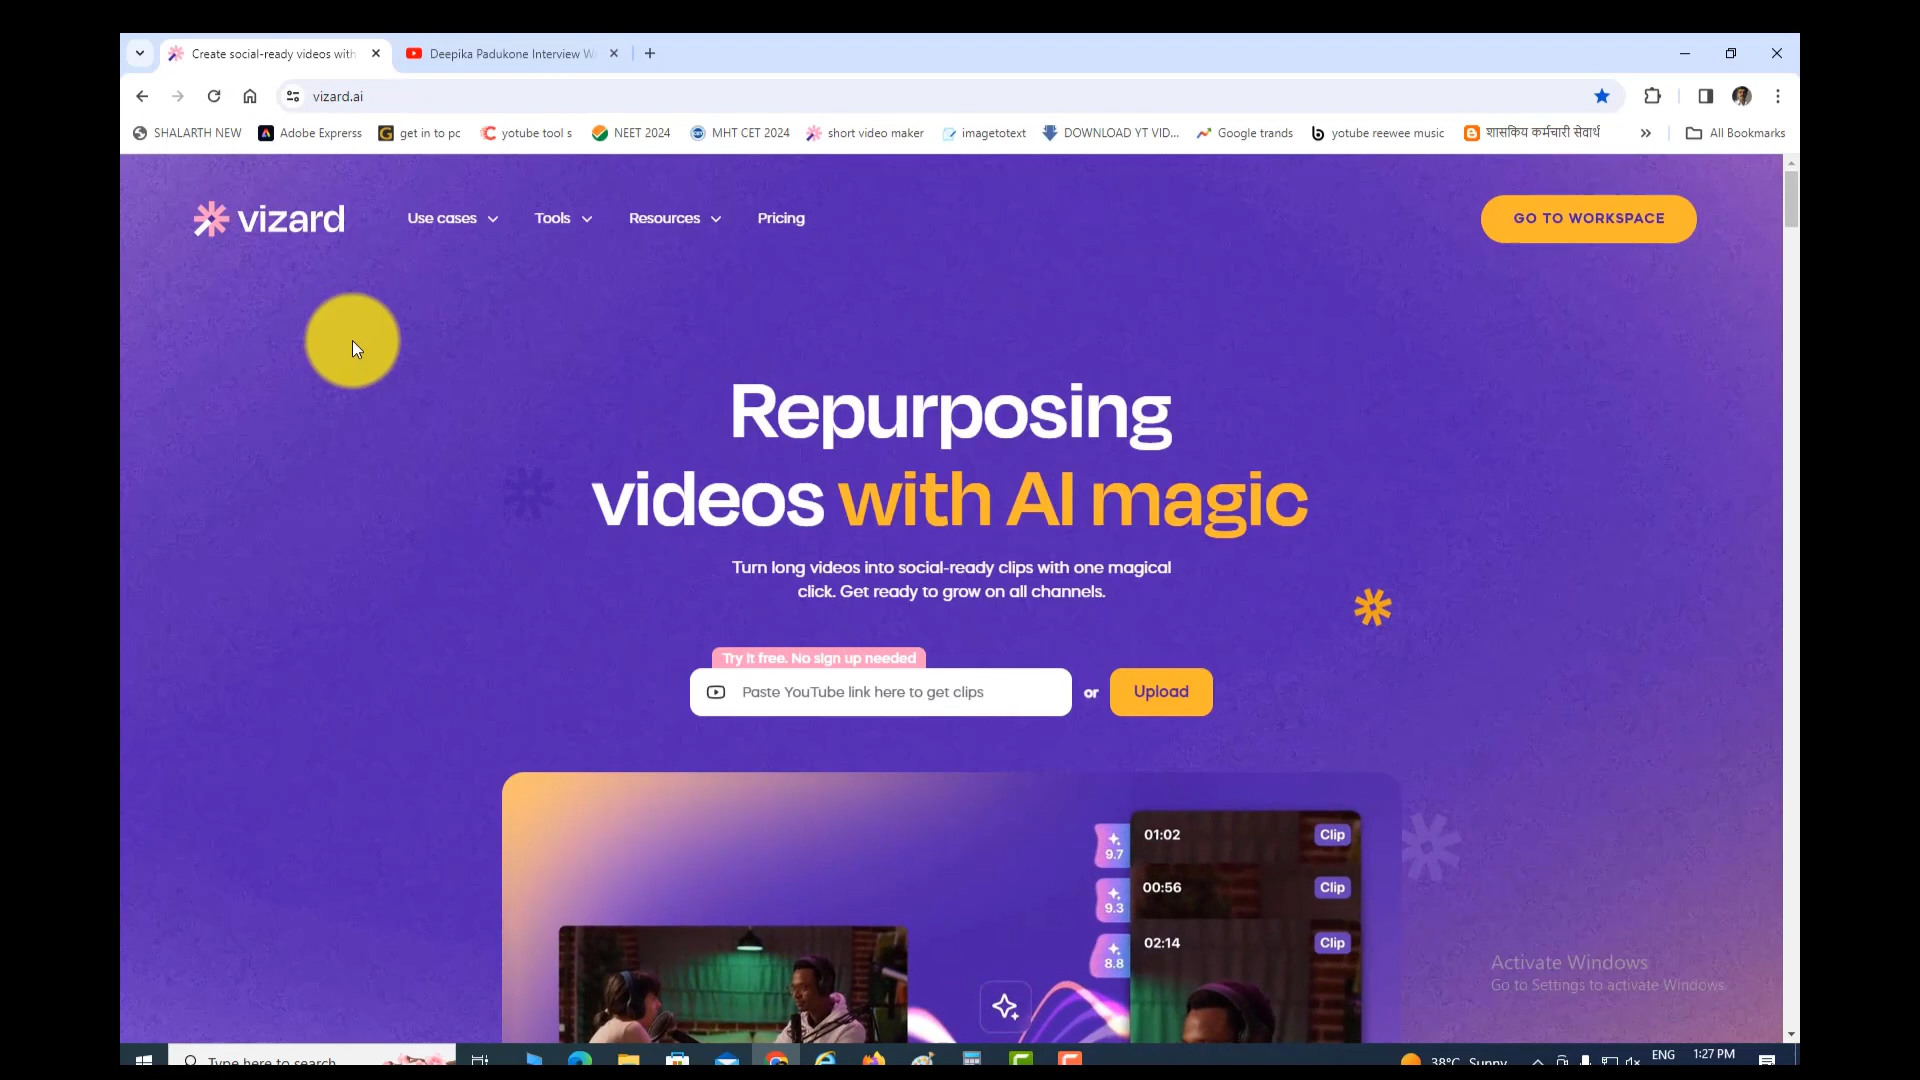 Create social-ready videos with
Deepika Padukone Interview W
vizard.ai
SHALARTH NEW
Adobe Exprerss
get in to pc
yotube tool s
NEET 2024
MHT CET 2024
short video maker
imagetotext
DOWNLOAD YT VID...
Google trands
yotube reewee music
शासकिय कर्मचारी सेवार्थ
All Bookmarks
vizard
Use cases
Tools
Resources
Pricing
GO TO WORKSPACE
Repurposing
videos with AI magic
Turn long videos into social-ready clips with one magical
click. Get ready to grow on all channels.
Try it free. No sign up needed
Paste YouTube link here to get clips
or
Upload
9.7
01:02
Clip
9.3
00:56
Clip
8.8
02:14
Clip
Activate Windows
Go to Settings to activate Windows.
Type here to search
38°C Sunny
ENG
1:27 PM